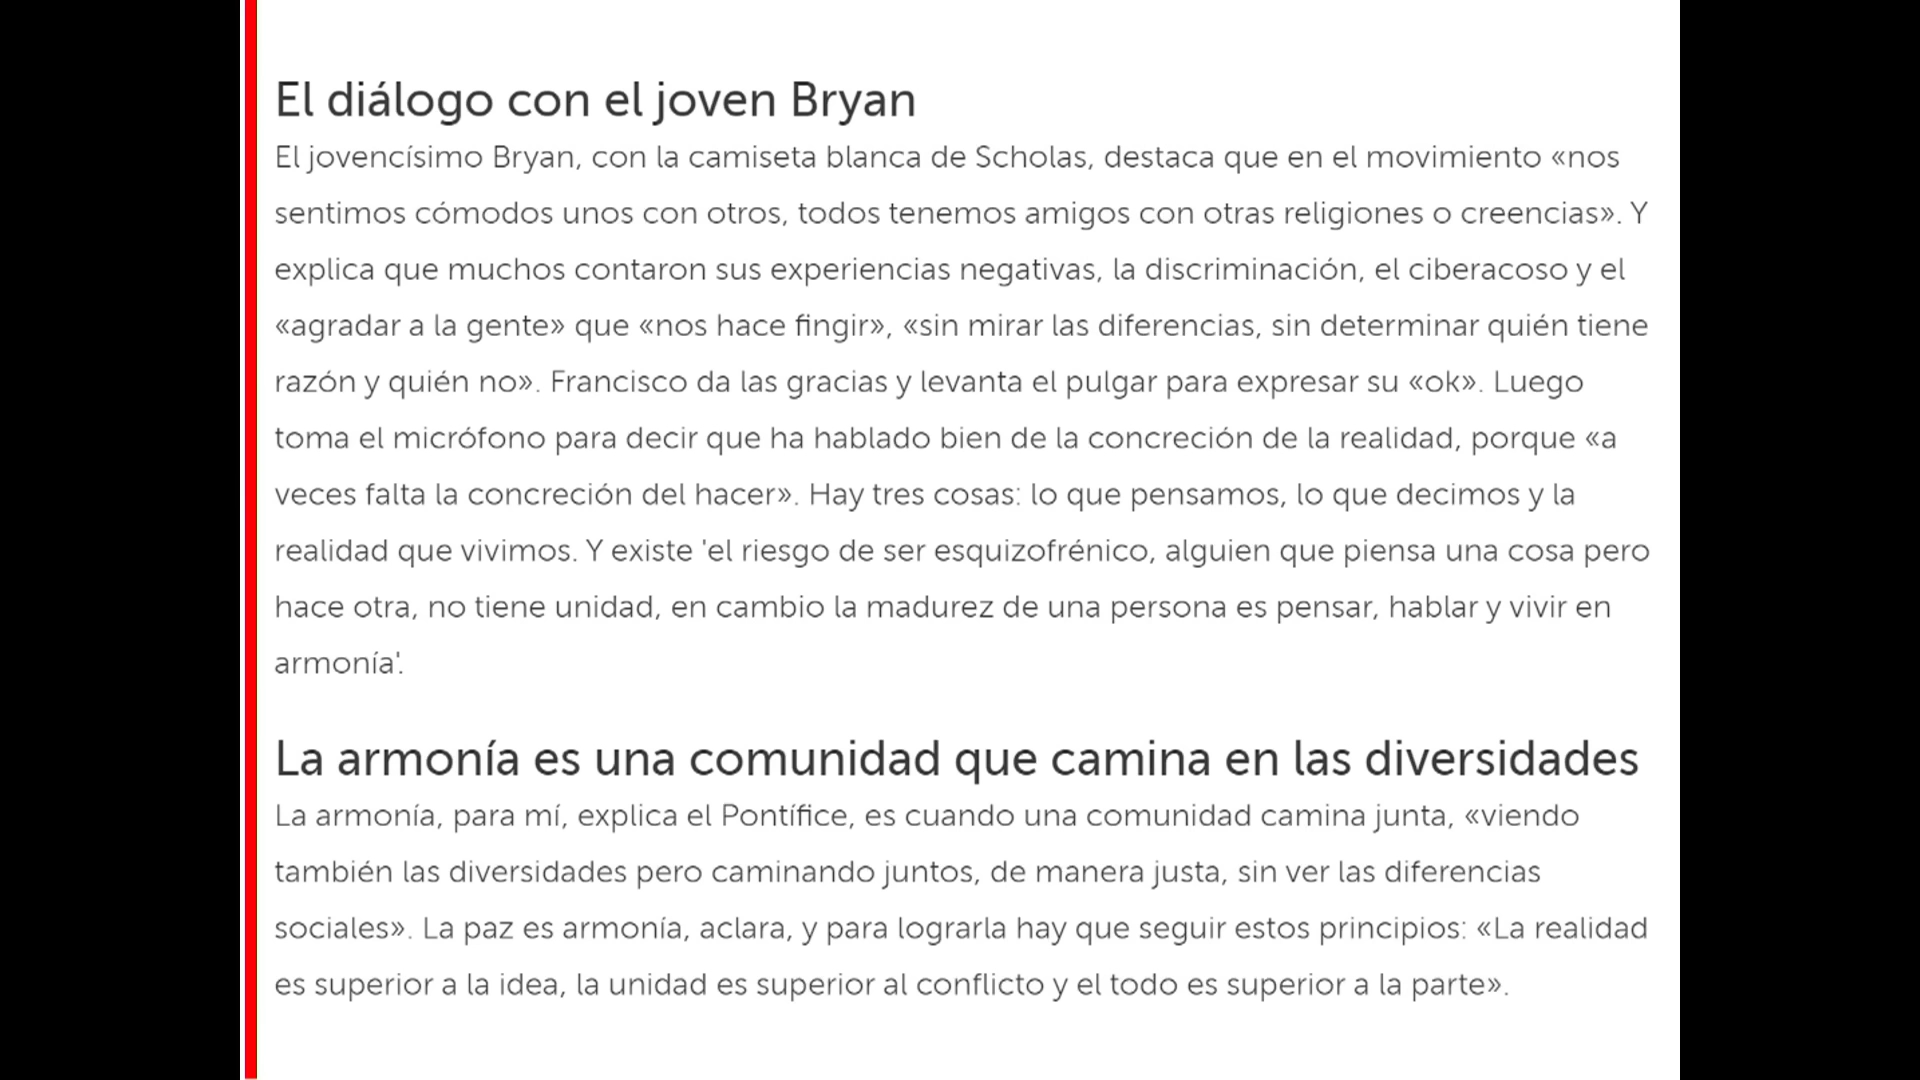 El diálogo con el joven Bryan
El jovencísimo Bryan, con la camiseta blanca de Scholas, destaca que en el movimiento «nos
sentimos cómodos unos con otros, todos tenemos amigos con otras religiones o creencias». Y
explica que muchos contaron sus experiencias negativas, la discriminación, el ciberacoso y el
«agradar a la gente» que «nos hace fingir», «sin mirar las diferencias, sin determinar quién tiene
razón y quién no». Francisco da las gracias y levanta el pulgar para expresar su «ok». Luego
toma el micrófono para decir que ha hablado bien de la concreción de la realidad, porque «a
veces falta la concreción del hacer». Hay tres cosas: lo que pensamos, lo que decimos y la
realidad que vivimos. Y existe 'el riesgo de ser esquizofrénico, alguien que piensa una cosa pero
hace otra, no tiene unidad, en cambio la madurez de una persona es pensar, hablar y vivir en
armonía'.
La armonía es una comunidad que camina en las diversidades
La armonía, para mí, explica el Pontífice, es cuando una comunidad camina junta, «viendo
también las diversidades pero caminando juntos, de manera justa, sin ver las diferencias
sociales». La paz es armonía, aclara, y para lograrla hay que seguir estos principios: «La realidad
es superior a la idea, la unidad es superior al conflicto y el todo es superior a la parte».